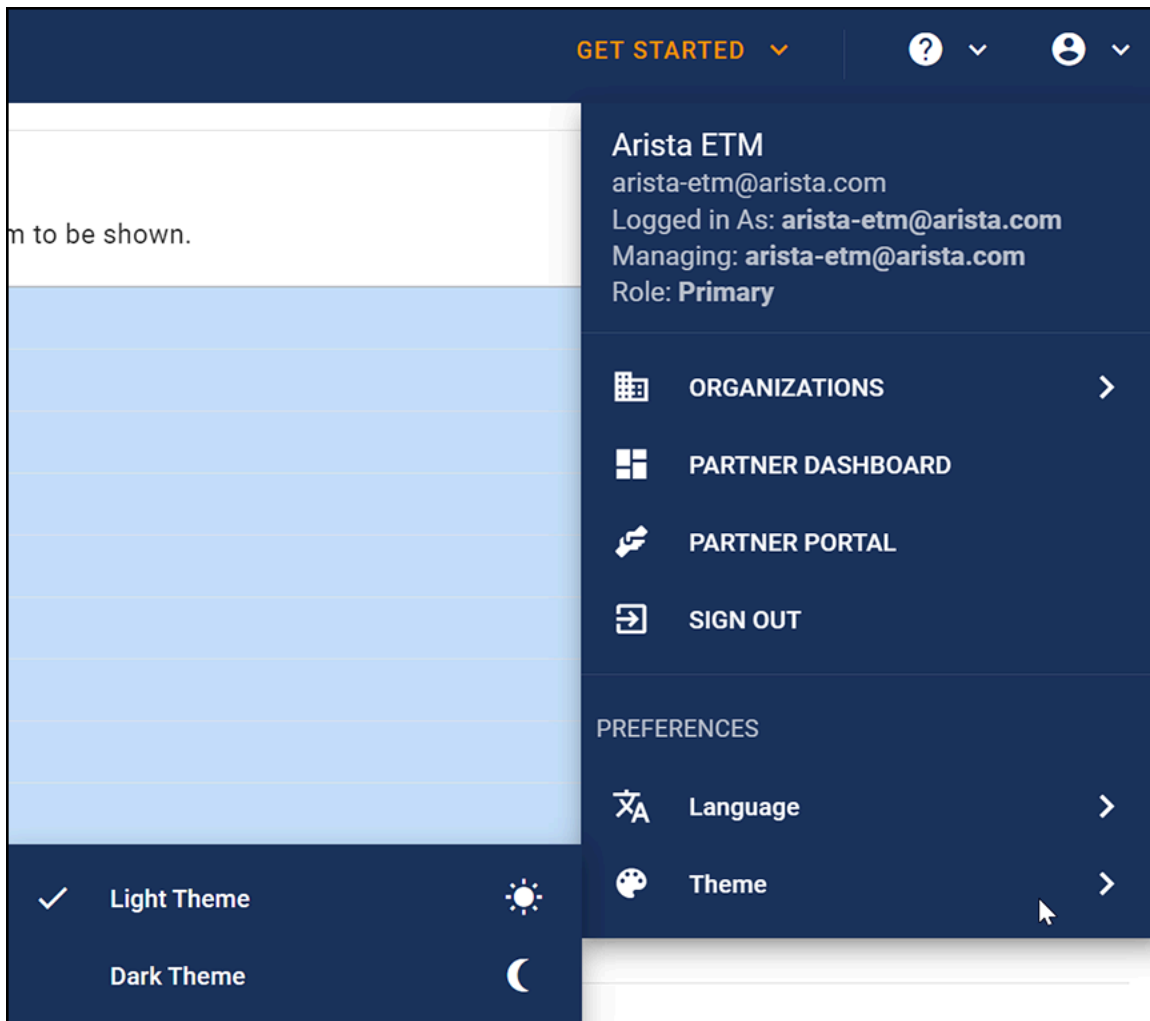 GET STARTED
Arista ETM
arista-etm@arista.com
m to be shown.
Logged in As: arista-etm@arista.com
Managing: arista-etm@arista.com
Role: Primary
ORGANIZATIONS
PARTNER DASHBOARD
PARTNER PORTAL
SIGN OUT
PREFERENCES
Language
Theme
Light Theme
Dark Theme